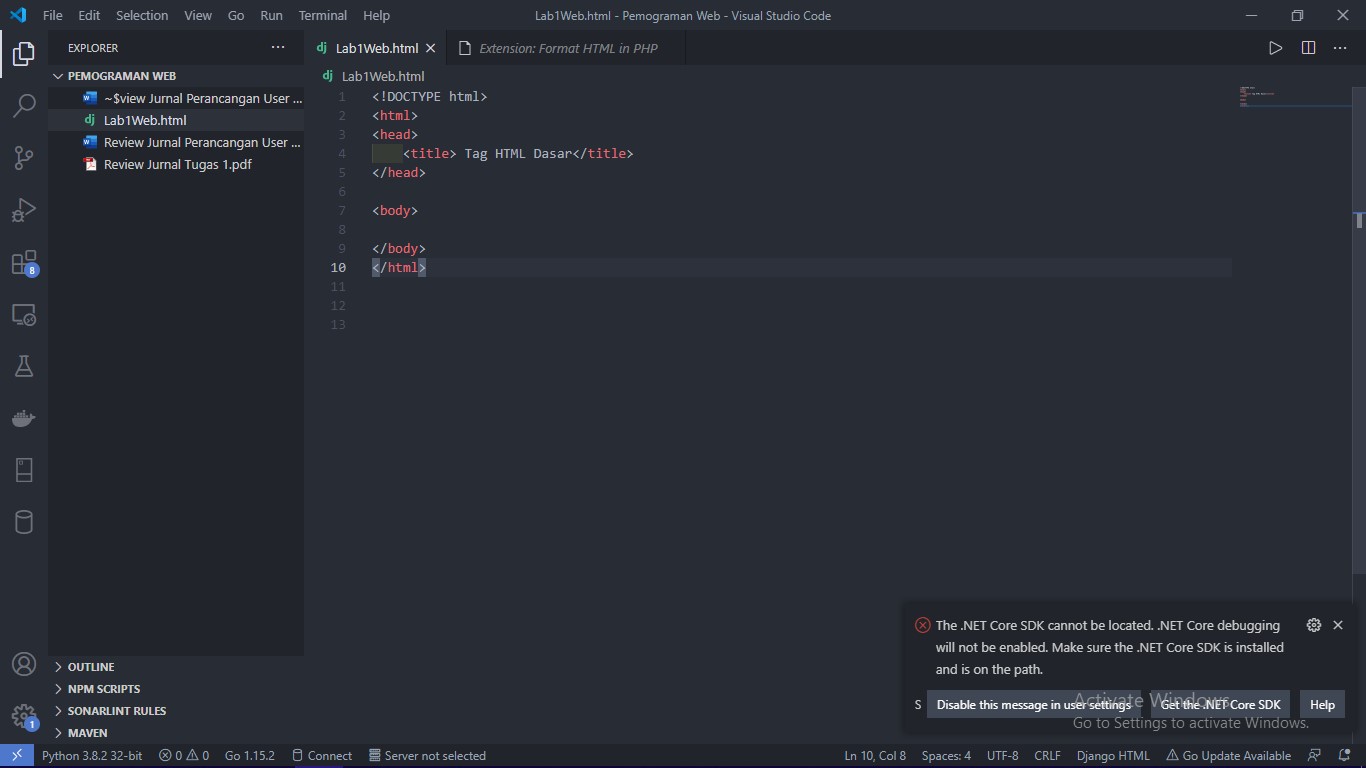 File Edit Selection View Go Run Terminal Help
Lab1Web.html - Pemograman Web - Visual Studio Code
EXPLORER
PEMOGRAMAN WEB
~$view Jurnal Perancangan User ...
Lab1Web.html
Review Jurnal Perancangan User ...
Review Jurnal Tugas 1.pdf
OUTLINE
NPM SCRIPTS
SONARLINT RULES
MAVEN
8
1
dj Lab1Web.html
Extension: Format HTML in PHP
dj Lab1Web.html
1 <!DOCTYPE html>
2 <html>
3 <head>
4 <title> Tag HTML Dasar</title>
5 </head>
6
7 <body>
8
9 </body>
10 </html>
11
12
13
The .NET Core SDK cannot be located. .NET Core debugging
will not be enabled. Make sure the .NET Core SDK is installed
and is on the path.
S Disable this message in user settings Get the .NET Core SDK Help
Activate Windows
Go to Settings to activate Windows.
Python 3.8.2 32-bit 0 0 Go 1.15.2 Connect Server not selected
Ln 10, Col 8 Spaces: 4 UTF-8 CRLF Django HTML Go Update Available